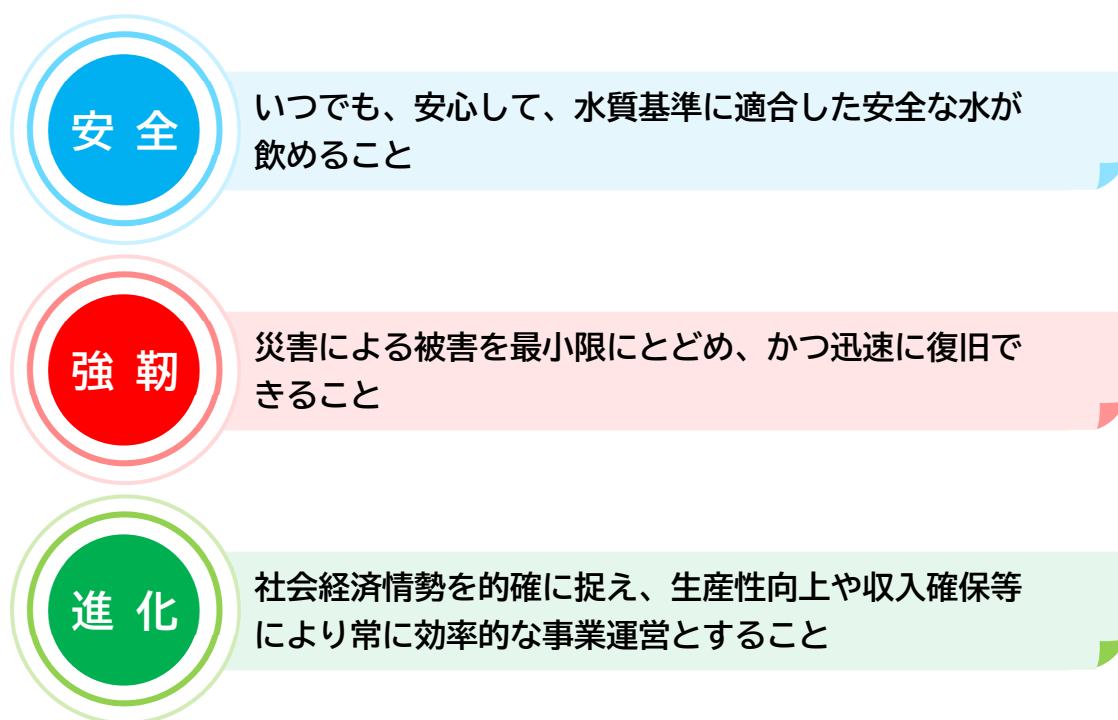 安全
いつでも、安心して、水質基準に適合した安全な水が
飲めること
強靭
災害による被害を最小限にとどめ、かつ迅速に復旧で
きること
進化
社会経済情勢を的確に捉え、生産性向上や収入確保等
により常に効率的な事業運営とすること